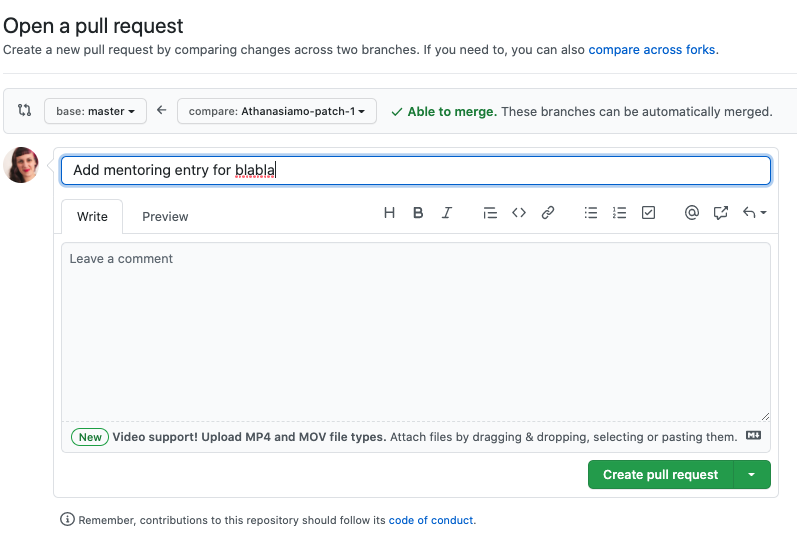 Open a pull request
Create a new pull request by comparing changes across two branches. If you need to, you can also compare across forks.
base: master compare: Athanasiamo-patch-1 Able to merge. These branches can be automatically merged.
Add mentoring entry for blabla
Write Preview
Leave a comment
New Video support! Upload MP4 and MOV file types. Attach files by dragging & dropping, selecting or pasting them.
Create pull request
Remember, contributions to this repository should follow its code of conduct.